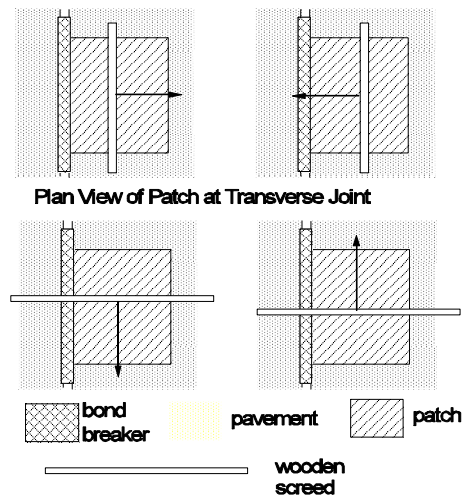 Plan View of Patch at Transverse Joint
bond
breaker
pavement
patch
wooden
screed